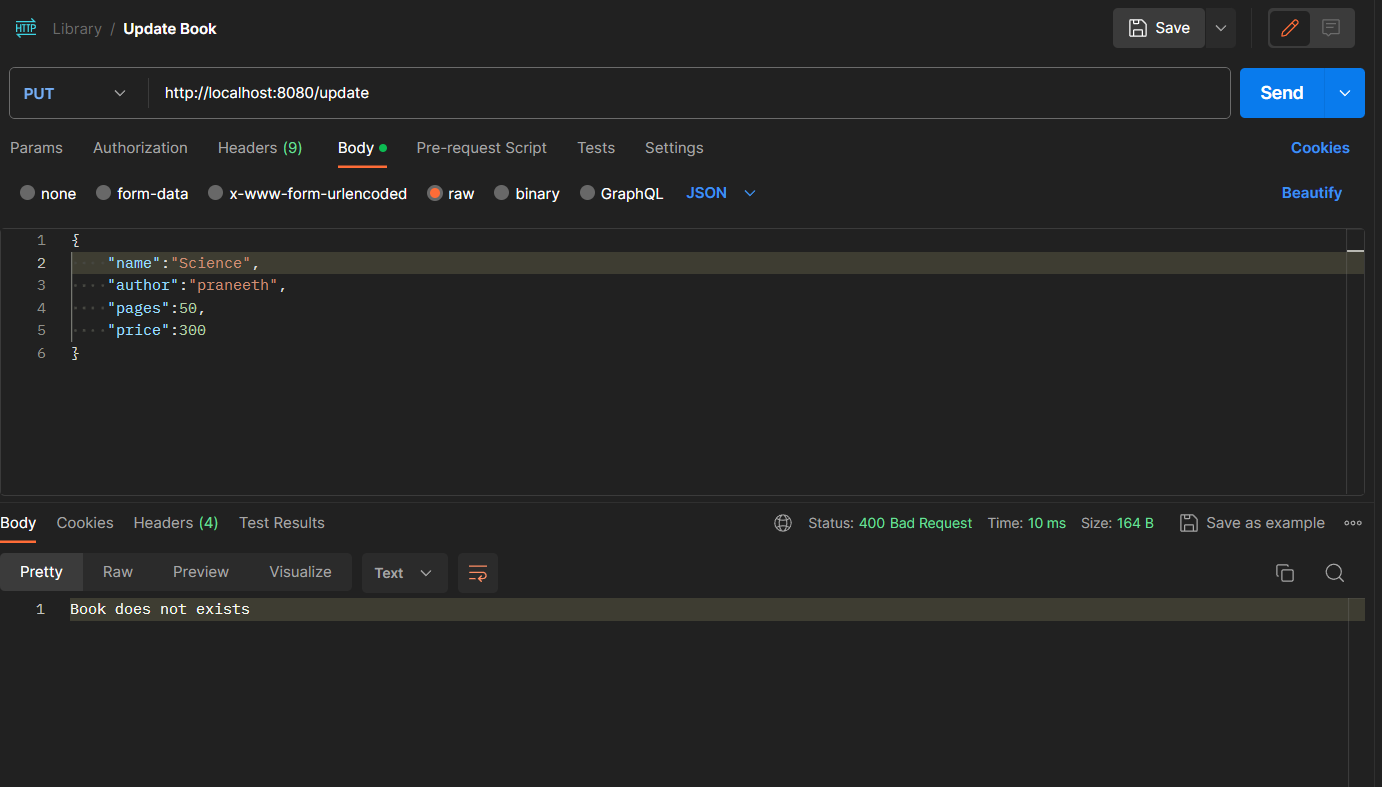 HTTP Library / Update Book Save
PUT http://localhost:8080/update Send
Params Authorization Headers (9) Body Pre-request Script Tests Settings Cookies
none form-data x-www-form-urlencoded raw binary GraphQL JSON Beautify
1 {
2 "name":"Science",
3 "author":"praneeth",
4 "pages":50,
5 "price":300
6 }
Body Cookies Headers (4) Test Results Status: 400 Bad Request Time: 10 ms Size: 164 B Save as example
Pretty Raw Preview Visualize Text
1 Book does not exists